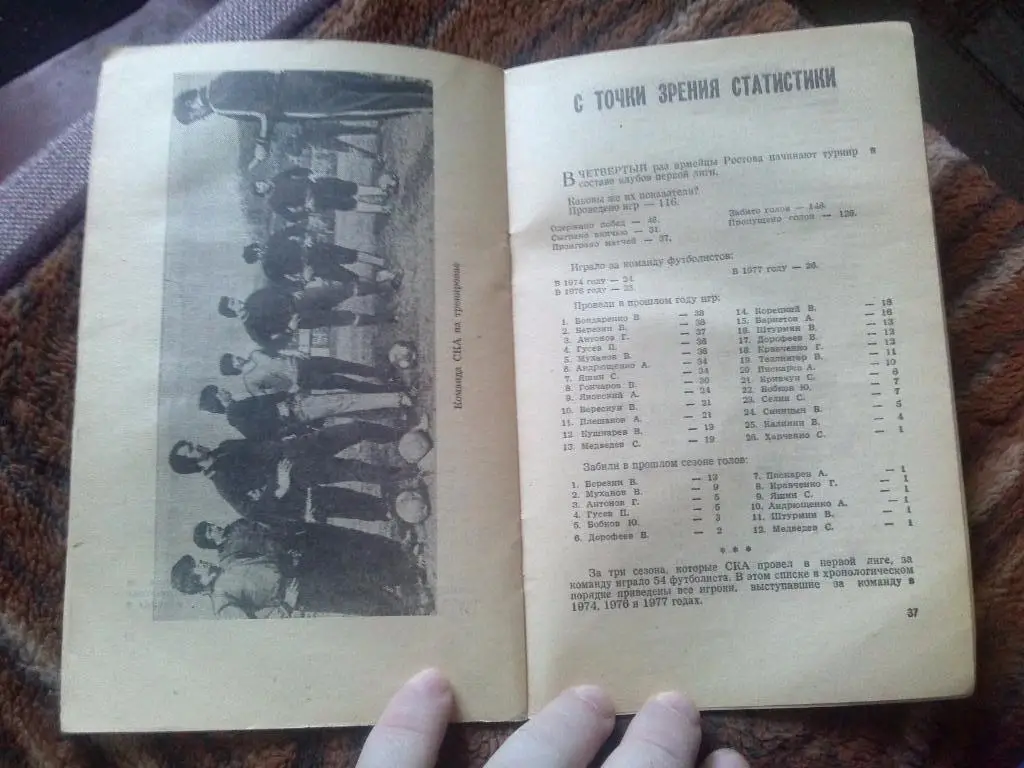 Команда СКА на тренировке
С ТОЧКИ ЗРЕНИЯ СТАТИСТИКИ
В ЧЕТВЕРТЫЙ раз армейцы Ростова начинают турнир в
составе клубов первой лиги.
Каковы же их показатели?
Проведено игр — 116.
Одержано побед — 48.
Сыграно вничью — 31.
Проиграно матчей — 37.
Забито голов — 146.
Пропущено голов — 126.
Играло за команду футболистов:
В 1974 году — 24.
В 1976 году — 25.
В 1977 году — 26.
Провели в прошлом году игр:
1. Бондаренко В. — 38
2. Березин В. — 38
3. Антонов Г. — 37
4. Гусев П. — 36
5. Муханов В. — 36
6. Андрющенко А. — 34
7. Яшин С. — 34
8. Гончаров В. — 30
9. Яновский А. — 24
10. Вереснун В. — 21
11. Плешаков А. — 21
12. Кушнарев В. — 19
13. Медведев С. — 19
14. Корецкий В. — 18
15. Варнетов А. — 16
16. Штурмин В. — 13
17. Дорофеев В. — 12
18. Кравченко Г. — 12
19. Теллингер В. — 11
20. Пискарев А. — 10
21. Кривчун С. — 8
22. Бобков Ю. — 7
23. Селин С. — 7
24. Синицын В. — 5
25. Калинин В. — 4
26. Харченко С. — 1
Забили в прошлом сезоне голов:
1. Березин В. — 13
2. Муханов В. — 9
3. Антонов Г. — 5
4. Гусев П. — 5
5. Бобков Ю. — 3
6. Дорофеев В. — 2
7. Пискарев А. — 1
8. Кравченко Г. — 1
9. Яшин С. — 1
10. Андрющенко А. — 1
11. Штурмин В. — 1
12. Медведев С. — 1
* * *
За три сезона, которые СКА провел в первой лиге, за
команду играло 54 футболиста. В этом списке в хронологическом
порядке приведены все игроки, выступавшие за команду в
1974, 1976 и 1977 годах.
37